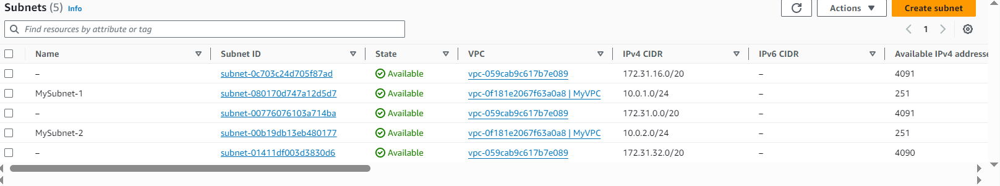 Subnets (5) Info
Actions
Create subnet
Find resources by attribute or tag
1
Name Subnet ID State VPC IPv4 CIDR IPv6 CIDR Available IPv4 addresse
– subnet-0c703c24d705f87ad Available vpc-059cab9c617b7e089 172.31.16.0/20 – 4091
MySubnet-1 subnet-080170d747a12d5d7 Available vpc-0f181e2067f63a0a8 | MyVPC 10.0.1.0/24 – 251
– subnet-00776076103a714ba Available vpc-059cab9c617b7e089 172.31.0.0/20 – 4091
MySubnet-2 subnet-00b19db13eb480177 Available vpc-0f181e2067f63a0a8 | MyVPC 10.0.2.0/24 – 251
– subnet-01411df003d3830d6 Available vpc-059cab9c617b7e089 172.31.32.0/20 – 4090